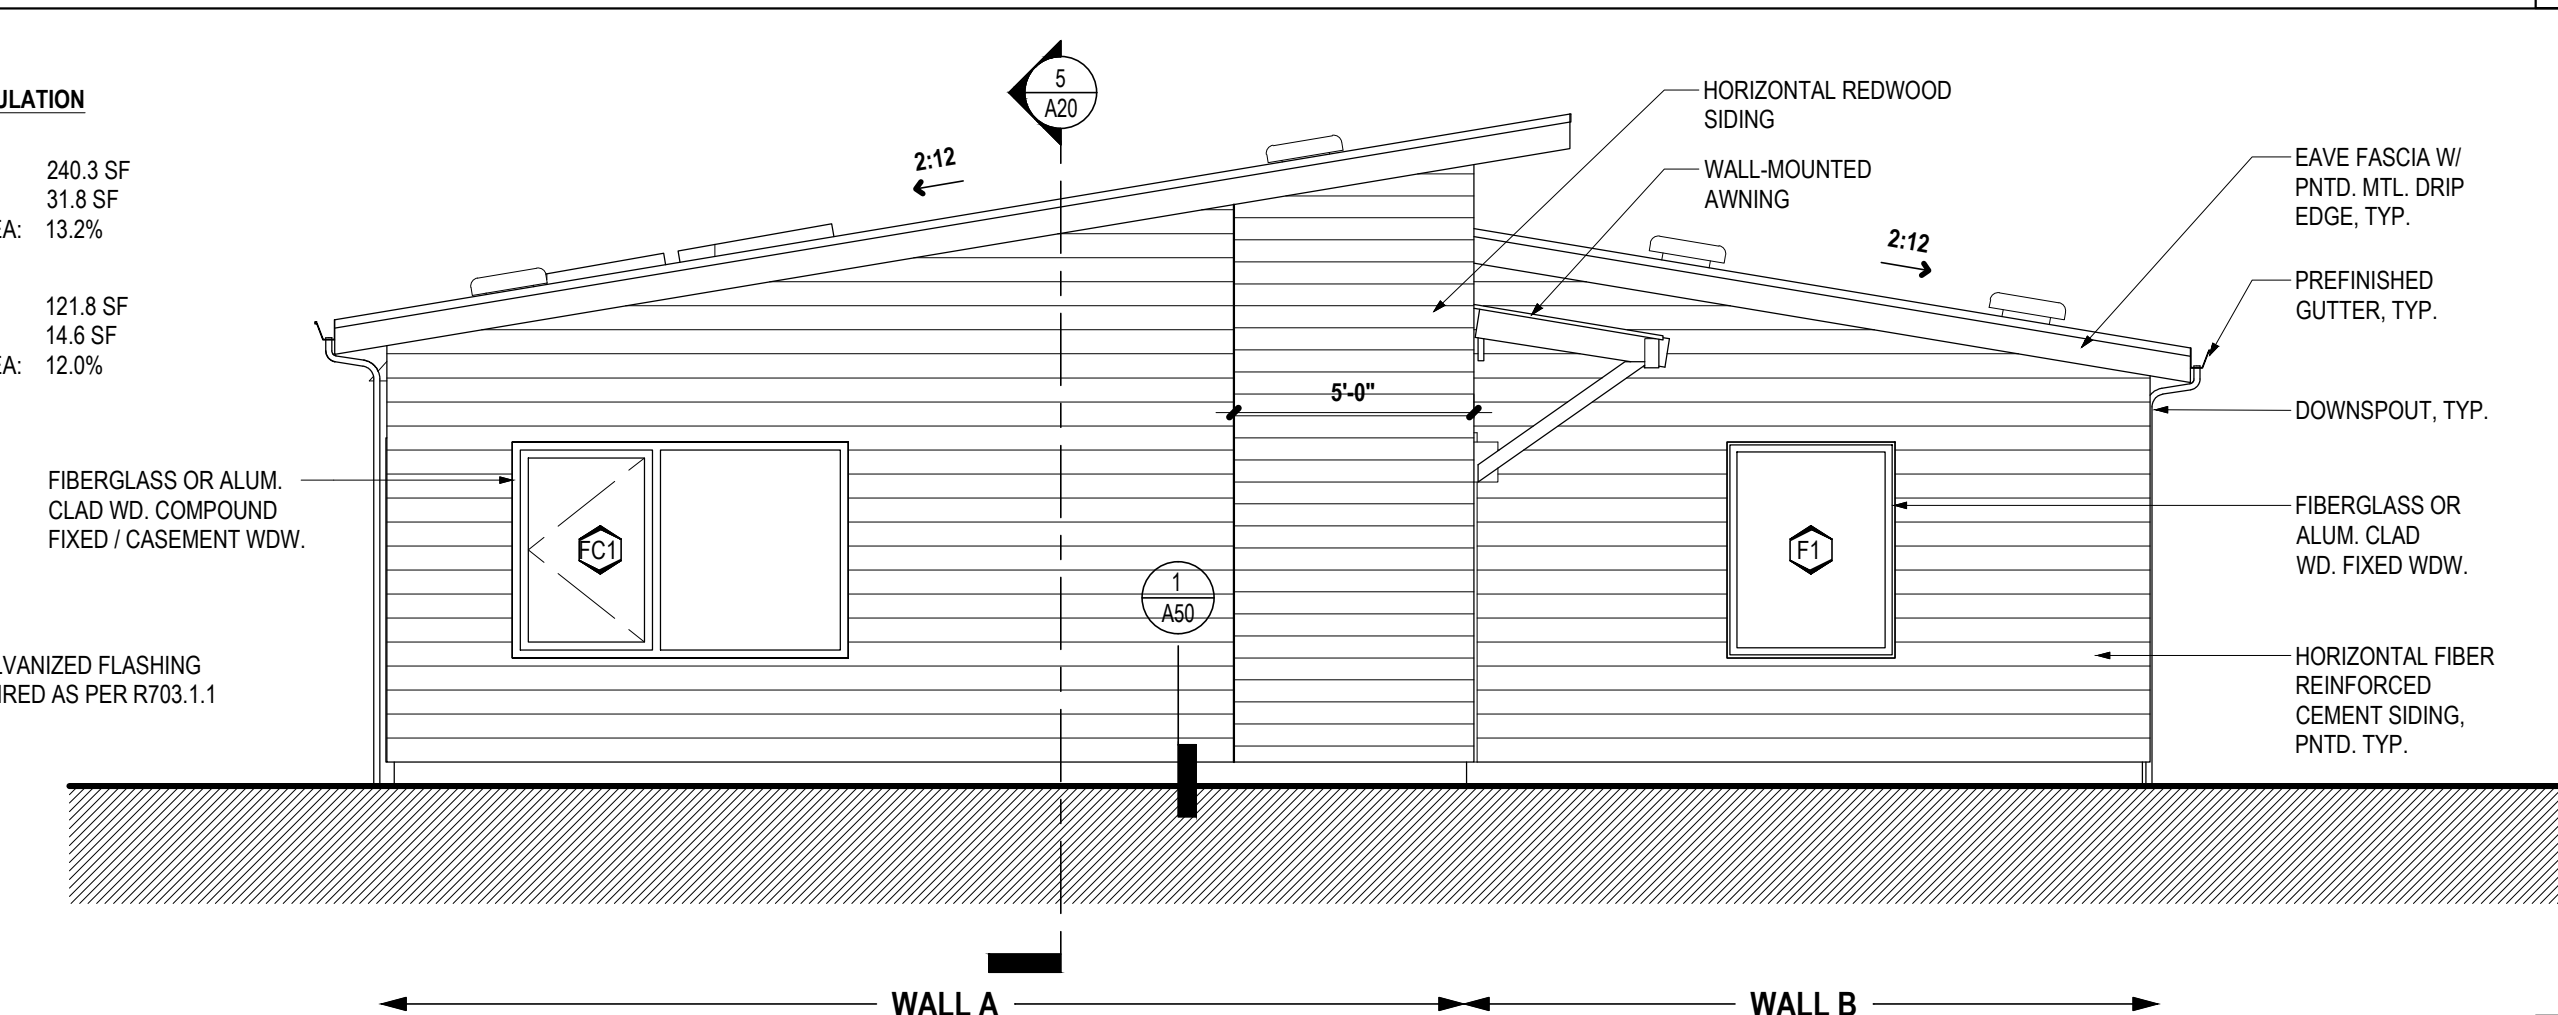 240.3 SF
31.8 SF
13.2%
121.8 SF
14.6 SF
12.0%
FIBERGLASS OR ALUM.
CLAD WD. COMPOUND
FIXED / CASEMENT WDW.
FLASHING
AS PER R703.1.1
5
A20
2:12
5'-0"
FC1
1
A50
HORIZONTAL REDWOOD
SIDING
WALL-MOUNTED
AWNING
2:12
F1
EAVE FASCIA W/
PNTD. MTL. DRIP
EDGE, TYP.
PREFINISHED
GUTTER, TYP.
DOWNSPOUT, TYP.
FIBERGLASS OR
ALUM. CLAD
WD. FIXED WDW.
HORIZONTAL FIBER
REINFORCED
CEMENT SIDING,
PNTD. TYP.
WALL A
WALL B